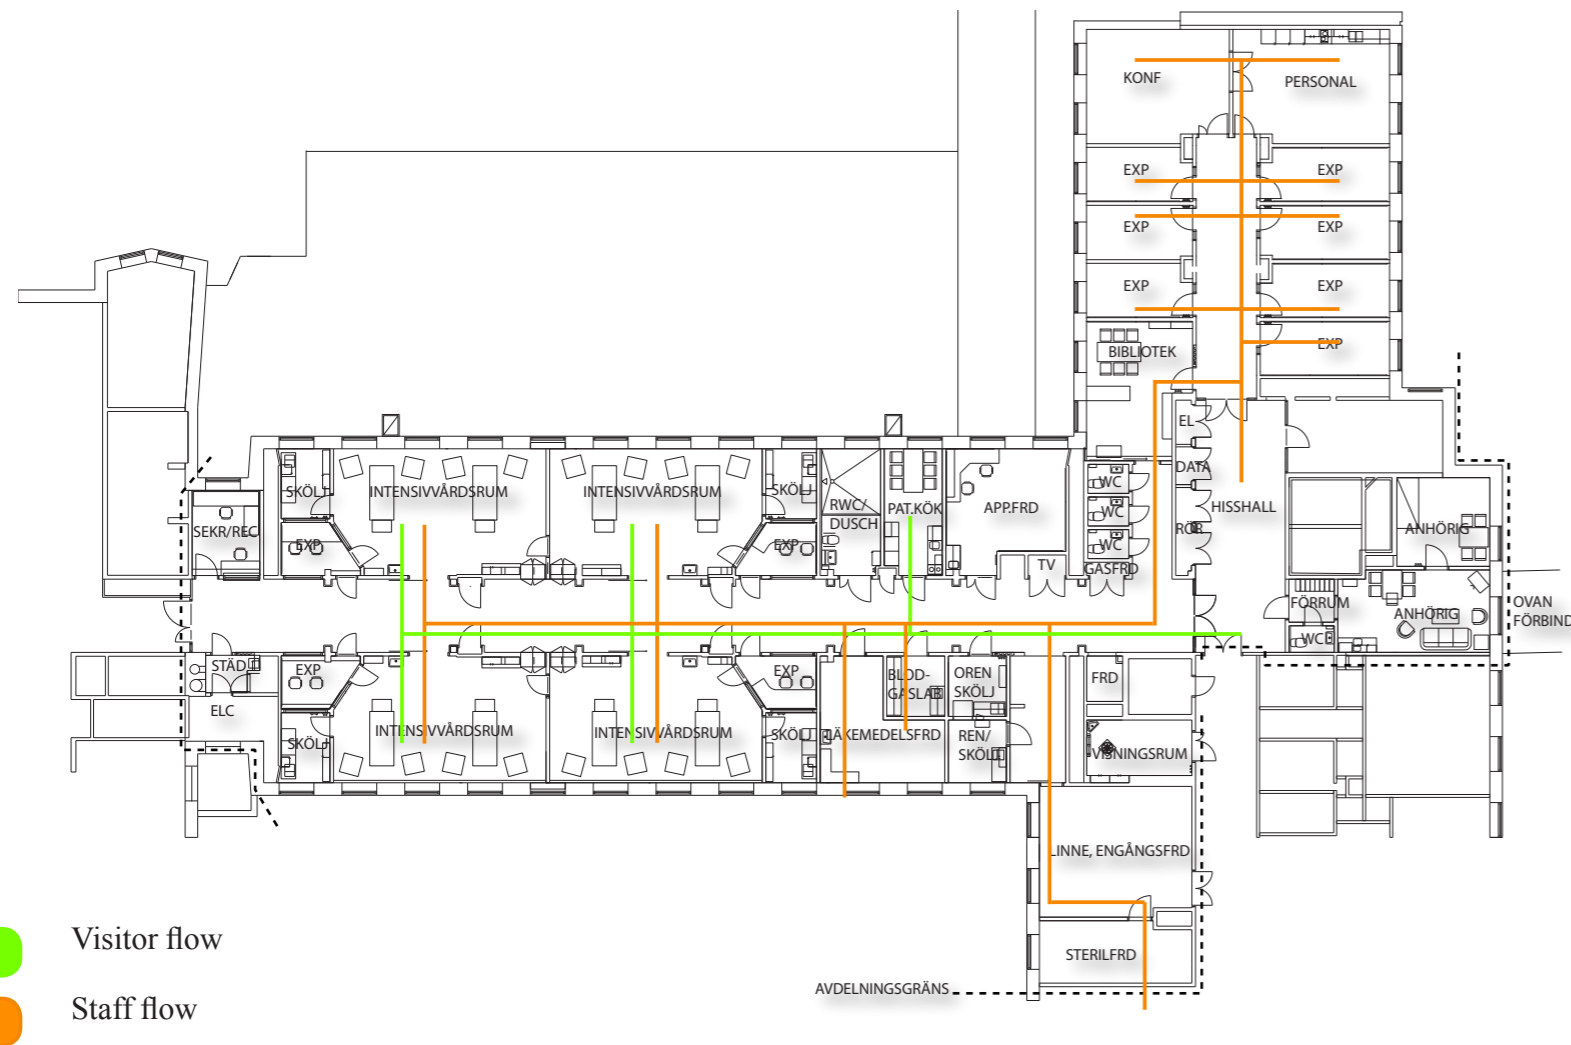 KONF
PERSONAL
EXP
EXP
EXP
EXP
EXP
EXP
EXP
BIBLIOTEK
EL
DATA
RÖR
HISSHALL
SKÖLJ
INTENSIVVÅRDSRUM
INTENSIVVÅRDSRUM
SKÖLJ
RWC/
DUSCH
PAT.KÖK
APP.FRD
WC
WC
WC
GASFRD
TV
SEKR/REC
EXP
EXP
ANHÖRIG
FÖRRUM
ANHÖRIG
WC
OVAN
FÖRBIND
STÄD
ELC
EXP
EXP
SKÖLJ
INTENSIVVÅRDSRUM
INTENSIVVÅRDSRUM
SKÖLJ
BLOD-
GASLAB
LÄKEMEDELSFRD
OREN
SKÖLJ
REN/
SKÖLJ
FRD
VISNINGSRUM
LINNE, ENGÅNGSFRD
STERILFRD
AVDELNINGSGRÄNS
Visitor flow
Staff flow